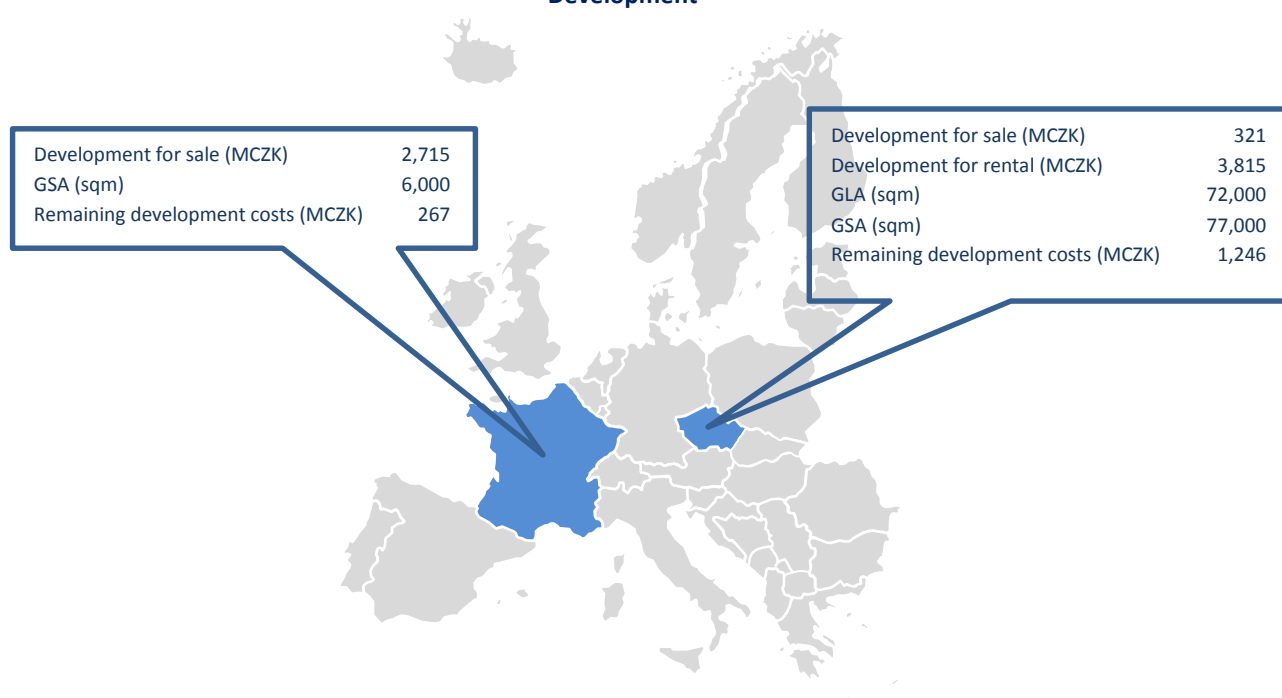 Development
Development for sale (MCZK) 2,715
GSA (sqm) 6,000
Remaining development costs (MCZK) 267
Development for sale (MCZK) 321
Development for rental (MCZK) 3,815
GLA (sqm) 72,000
GSA (sqm) 77,000
Remaining development costs (MCZK) 1,246